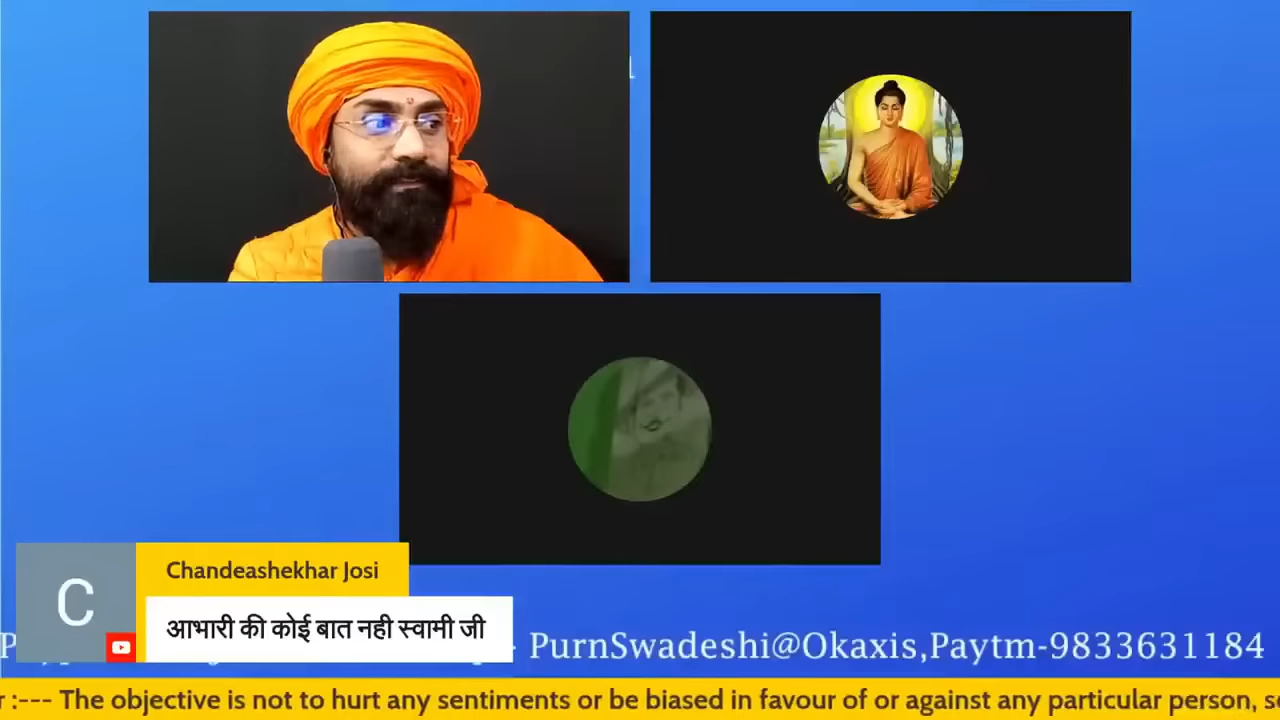 C
Chandeashekhar Josi
आभारी की कोई बात नही स्वामी जी
PurnSwadeshi@Okaxis,Paytm-9833631184
:--- The objective is not to hurt any sentiments or be biased in favour of or against any particular person,